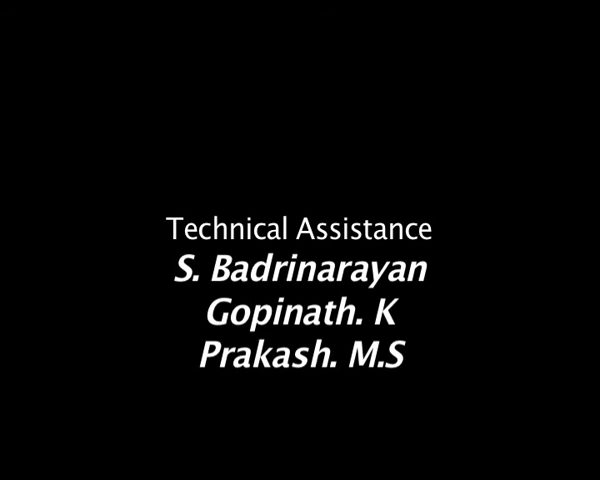 Technical Assistance
S. Badrinarayan
Gopinath. K
Prakash. M.S